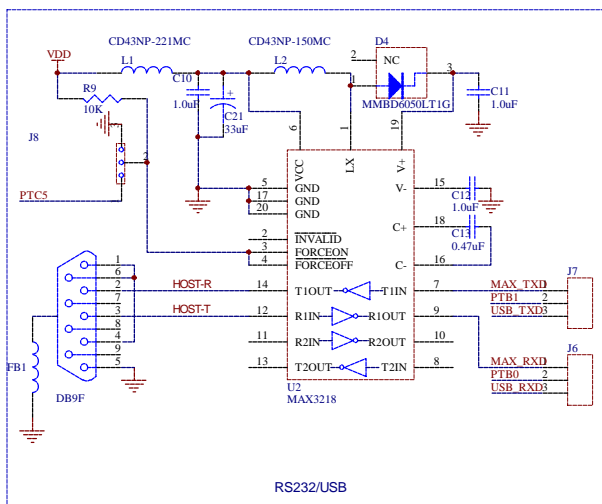 CD43NP-221MC CD43NP-150MC D4
VDD L1 L2 2 NC 3
1
MMBD6050LT1G
R9
10K
C10
1.0uF
C21
33uF
C11
1.0uF
J8
3
2
PTC5
6 1 19
VCC LX V+
5 GND V- 15
17 GND C12
20 GND 1.0uF
C+ 18
2 INVALID C13
3 FORCEON 0.47uF
4 FORCEOFF C- 16
1
6
2 HOST-R 14 T1OUT T1IN 7 MAX_TXD 1 J7
7 PTB1 2
3 HOST-T 12 R1IN R1OUT 9 USB_TXD 3
8
4 11 R2IN R2OUT 10
9 MAX_RXD 1 J6
5 13 T2OUT T2IN 8 PTB0 2
USB_RXD 3
FB1
DB9F
U2
MAX3218
RS232/USB